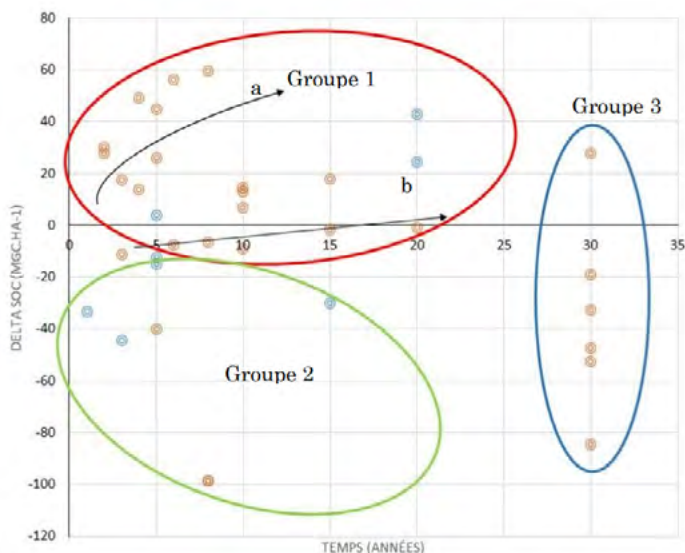 80
60
40
20
0
-20
-40
-60
-80
-100
-120
0 5 10 15 20 25 30 35
DELTA SOC (MGC.HA-1)
TEMPS (ANNÉES)
a
Groupe 1
b
Groupe 2
Groupe 3